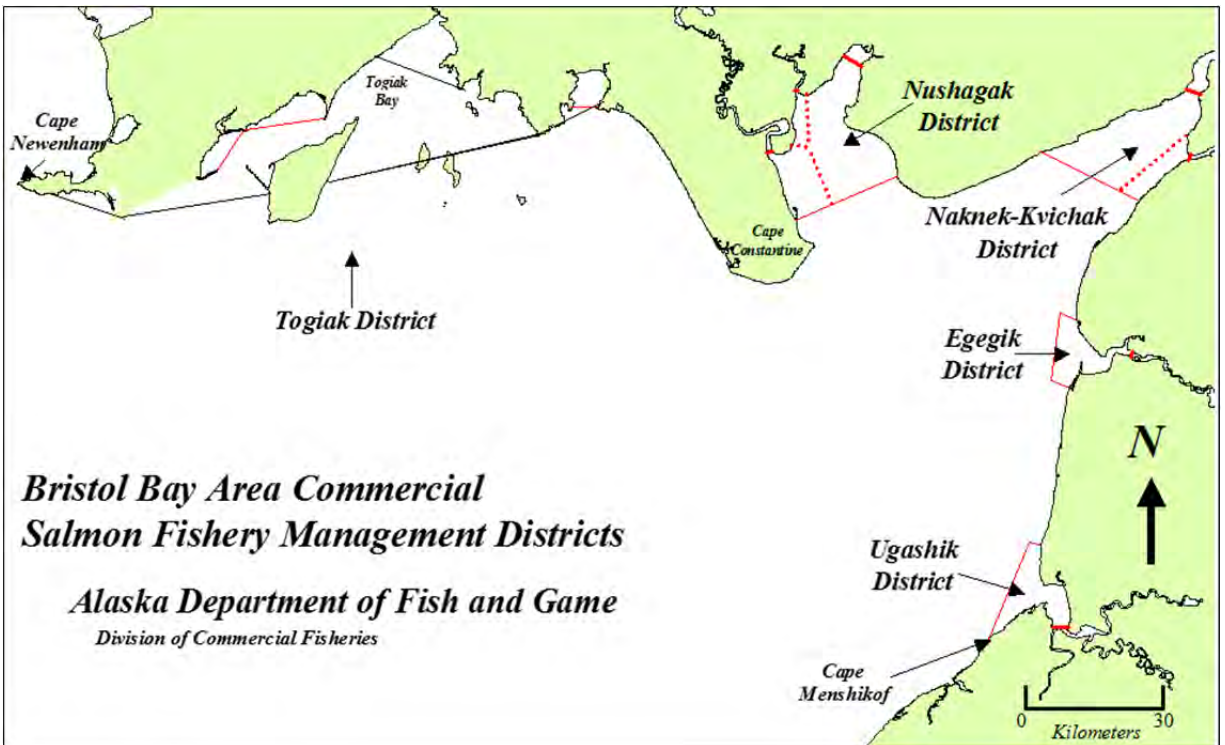 Cape
Newenham
Togiak
Bay
Nushagak
District
Naknek-Kvichak
District
Cape
Constantine
Togiak District
Egegik
District
N
Bristol Bay Area Commercial
Salmon Fishery Management Districts
Ugashik
District
Alaska Department of Fish and Game
Division of Commercial Fisheries
Cape
Menshikof
0 30
Kilometers